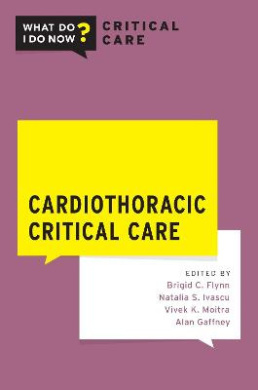 WHAT DO I DO NOW?
CRITICAL CARE
CARDIOTHORACIC
CRITICAL CARE
EDITED BY
Brigid C. Flynn
Natalia S. Ivascu
Vivek K. Moitra
Alan Gaffney